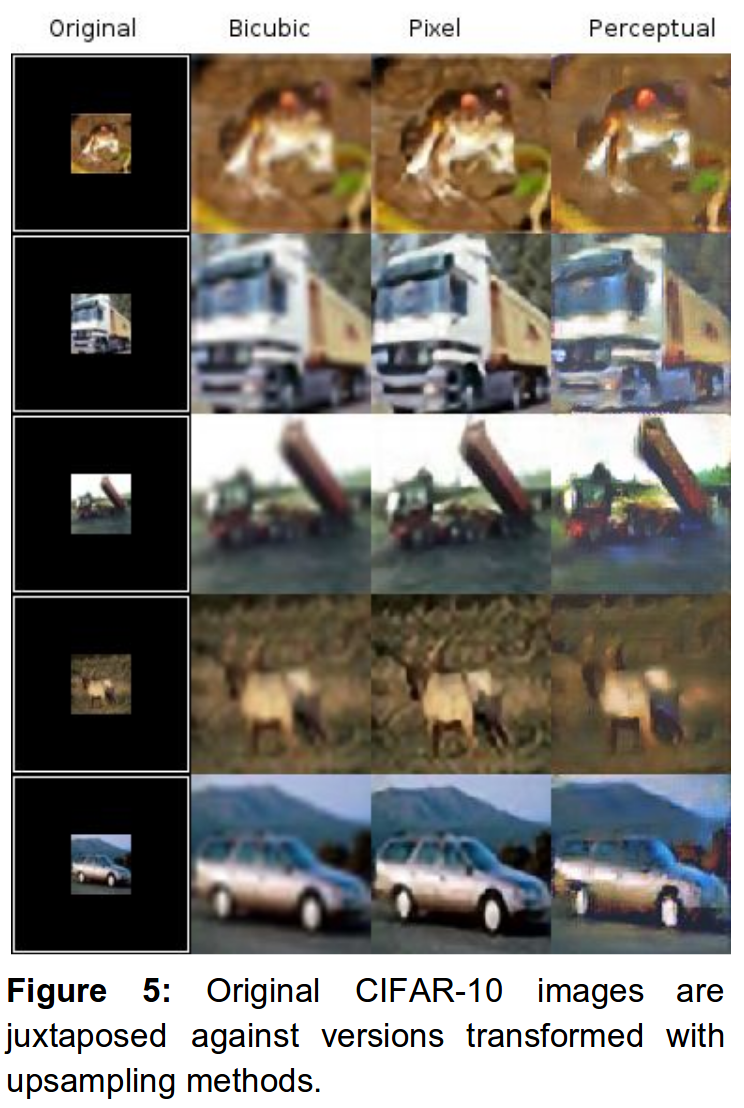 Original Bicubic Pixel Perceptual
Figure 5: Original CIFAR-10 images are
juxtaposed against versions transformed with
upsampling methods.